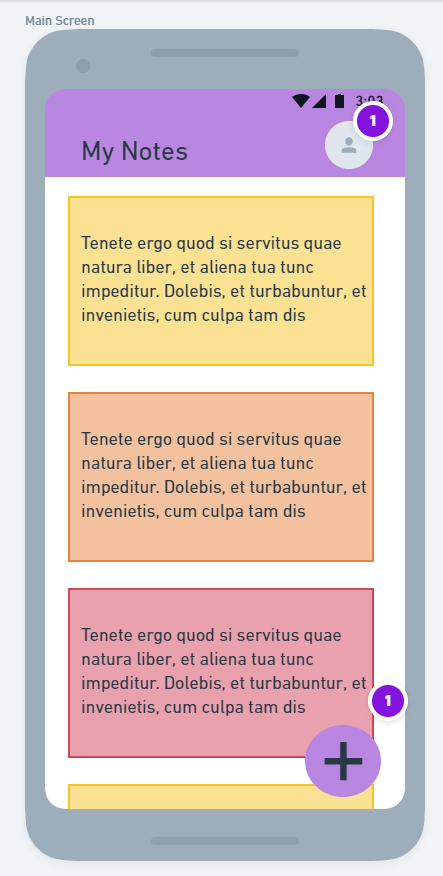 Main Screen
3:03
1
My Notes
Tenete ergo quod si servitus quae
natura liber, et aliena tua tunc
impeditur. Dolebis, et turbabuntur, et
invenietis, cum culpa tam dis
Tenete ergo quod si servitus quae
natura liber, et aliena tua tunc
impeditur. Dolebis, et turbabuntur, et
invenietis, cum culpa tam dis
Tenete ergo quod si servitus quae
natura liber, et aliena tua tunc
impeditur. Dolebis, et turbabuntur, et
invenietis, cum culpa tam dis
1